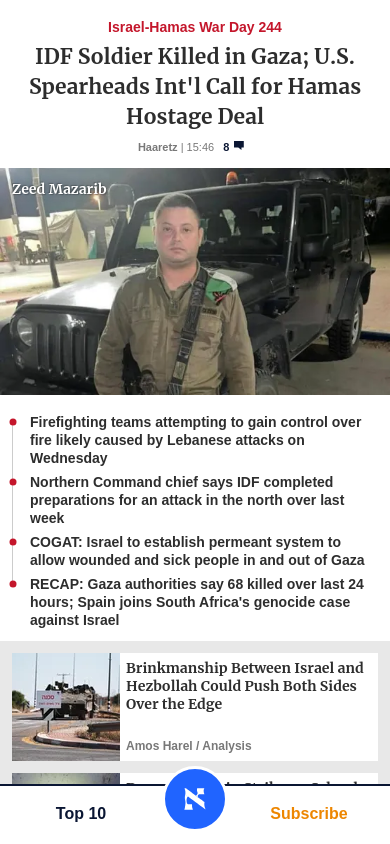 Israel-Hamas War Day 244
IDF Soldier Killed in Gaza; U.S.
Spearheads Int'l Call for Hamas
Hostage Deal
Haaretz | 15:46 8
Zeed Mazarib
Firefighting teams attempting to gain control over
fire likely caused by Lebanese attacks on
Wednesday
Northern Command chief says IDF completed
preparations for an attack in the north over last
week
COGAT: Israel to establish permeant system to
allow wounded and sick people in and out of Gaza
RECAP: Gaza authorities say 68 killed over last 24
hours; Spain joins South Africa's genocide case
against Israel
Brinkmanship Between Israel and
Hezbollah Could Push Both Sides
Over the Edge
Amos Harel / Analysis
Top 10
Subscribe